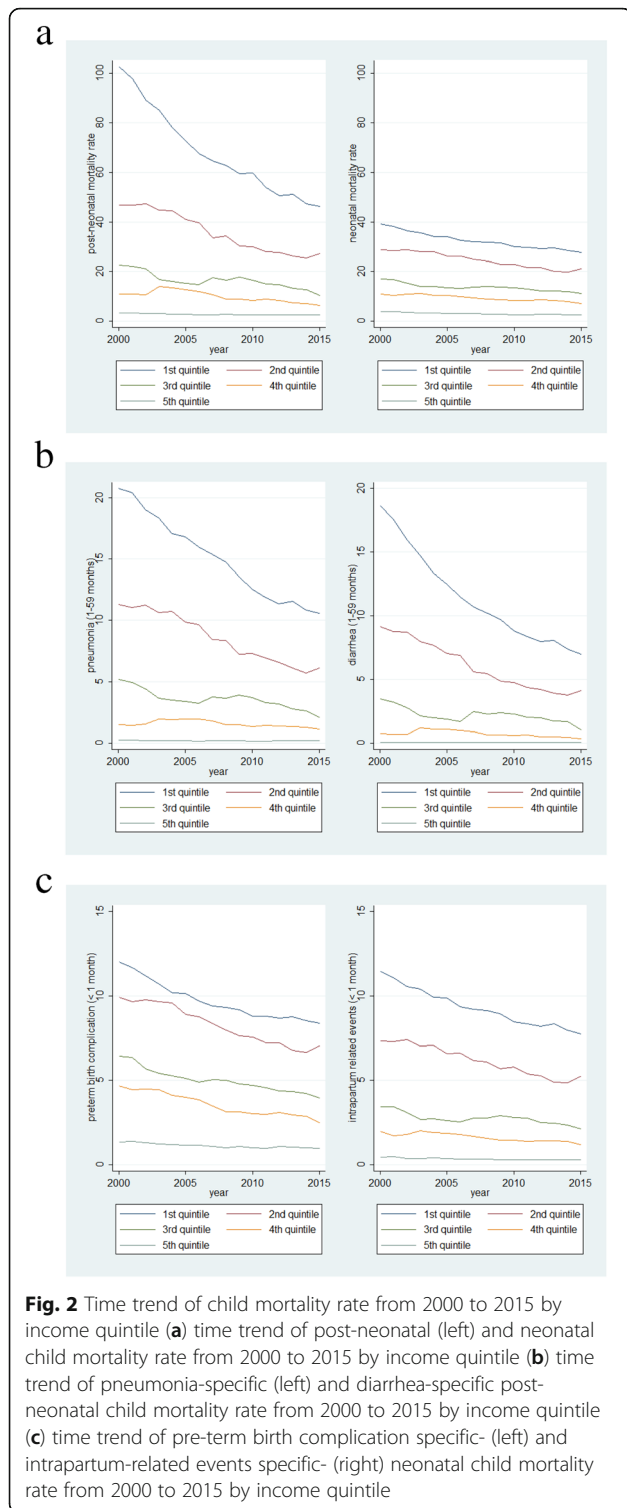 a
post-neonatal mortality rate
0 20 40 60 80 100
2000 2005 2010 2015
year
1st quintile 2nd quintile
3rd quintile 4th quintile
5th quintile
neonatal mortality rate
0 20 40 60 80 100
2000 2005 2010 2015
year
1st quintile 2nd quintile
3rd quintile 4th quintile
5th quintile
b
pneumonia (1-59 months)
0 5 10 15 20
2000 2005 2010 2015
year
1st quintile 2nd quintile
3rd quintile 4th quintile
5th quintile
diarrhea (1-59 months)
0 5 10 15 20
2000 2005 2010 2015
year
1st quintile 2nd quintile
3rd quintile 4th quintile
5th quintile
c
preterm birth complication (< 1 month)
0 5 10 15
2000 2005 2010 2015
year
1st quintile 2nd quintile
3rd quintile 4th quintile
5th quintile
intrapartum related events (< 1 month)
0 5 10 15
2000 2005 2010 2015
year
1st quintile 2nd quintile
3rd quintile 4th quintile
5th quintile
Fig. 2 Time trend of child mortality rate from 2000 to 2015 by
income quintile (a) time trend of post-neonatal (left) and neonatal
child mortality rate from 2000 to 2015 by income quintile (b) time
trend of pneumonia-specific (left) and diarrhea-specific post-
neonatal child mortality rate from 2000 to 2015 by income quintile
(c) time trend of pre-term birth complication specific- (left) and
intrapartum-related events specific- (right) neonatal child mortality
rate from 2000 to 2015 by income quintile